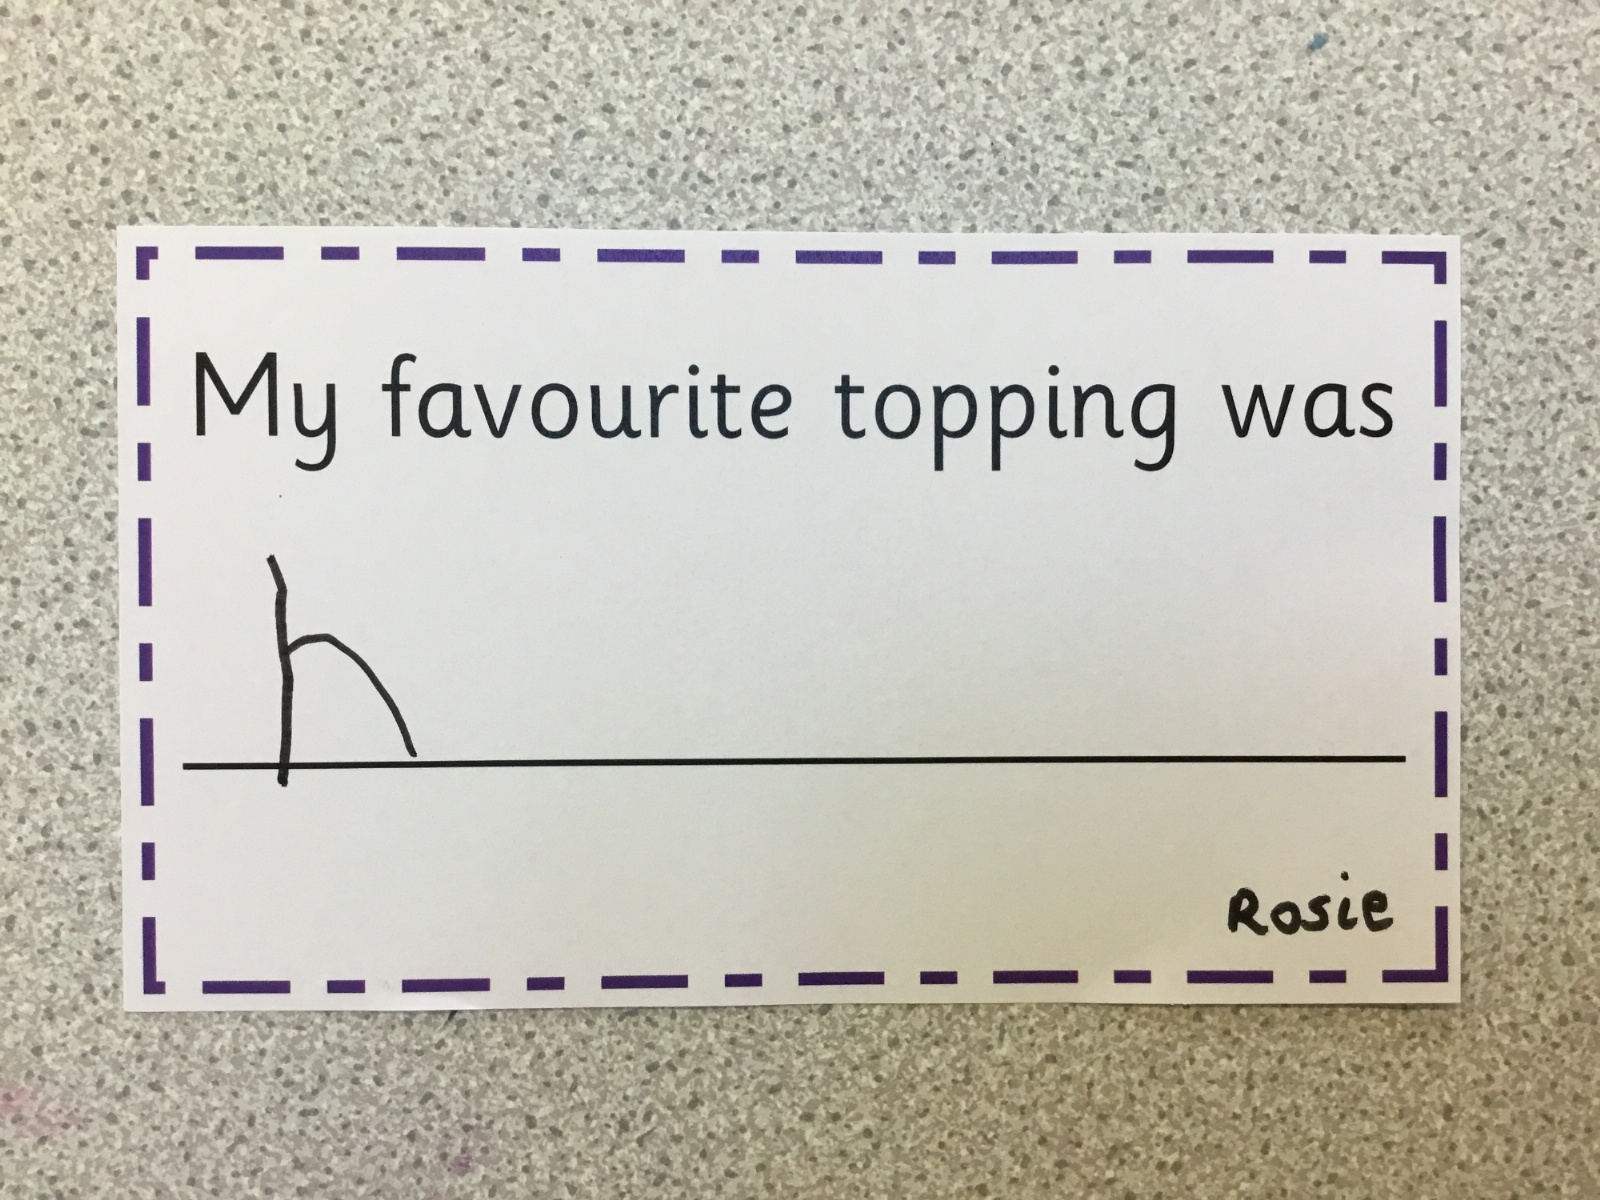 My favourite topping was
h
Rosie